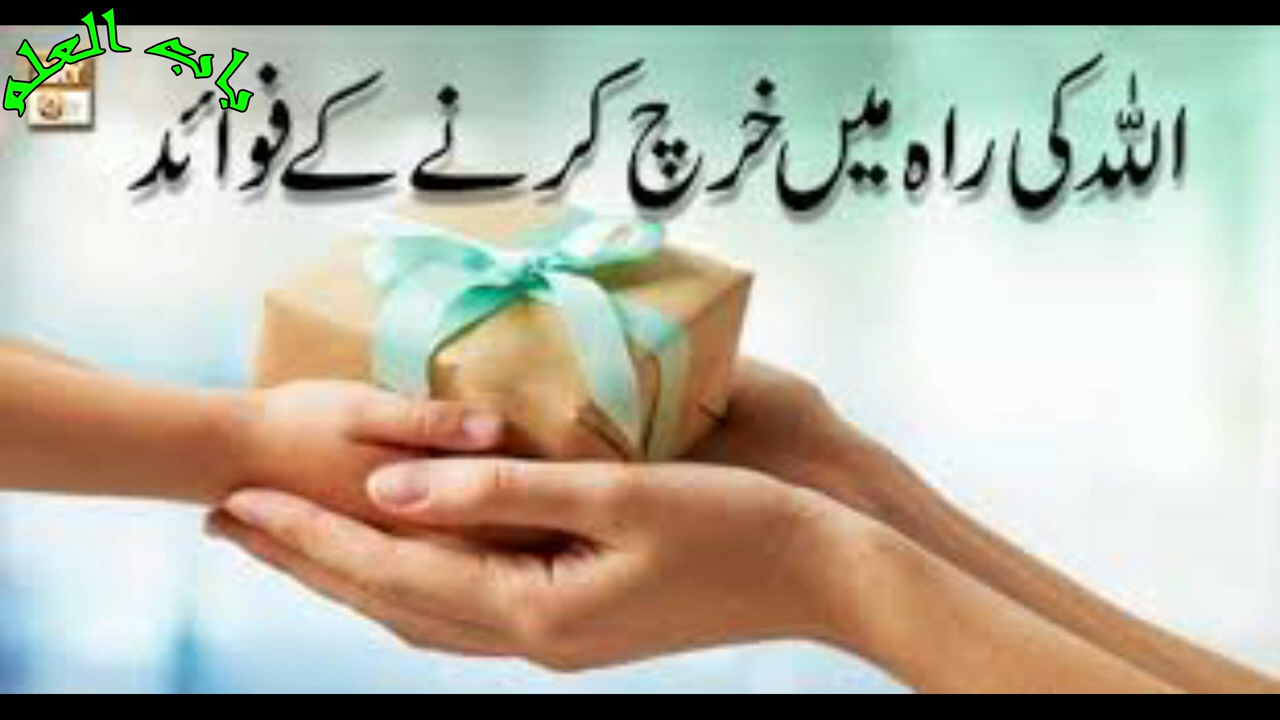 اللہ کی راہ میں خرچ کرنے کے فوائد
باب العلم